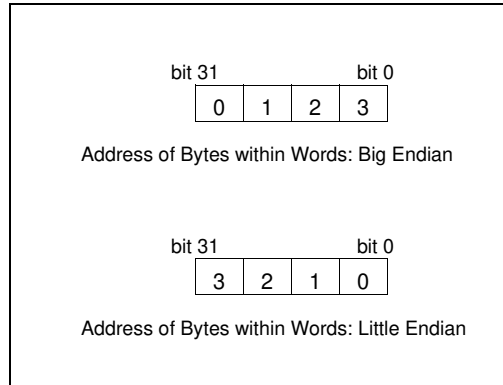 bit 31 bit 0
0 1 2 3
Address of Bytes within Words: Big Endian
bit 31 bit 0
3 2 1 0
Address of Bytes within Words: Little Endian